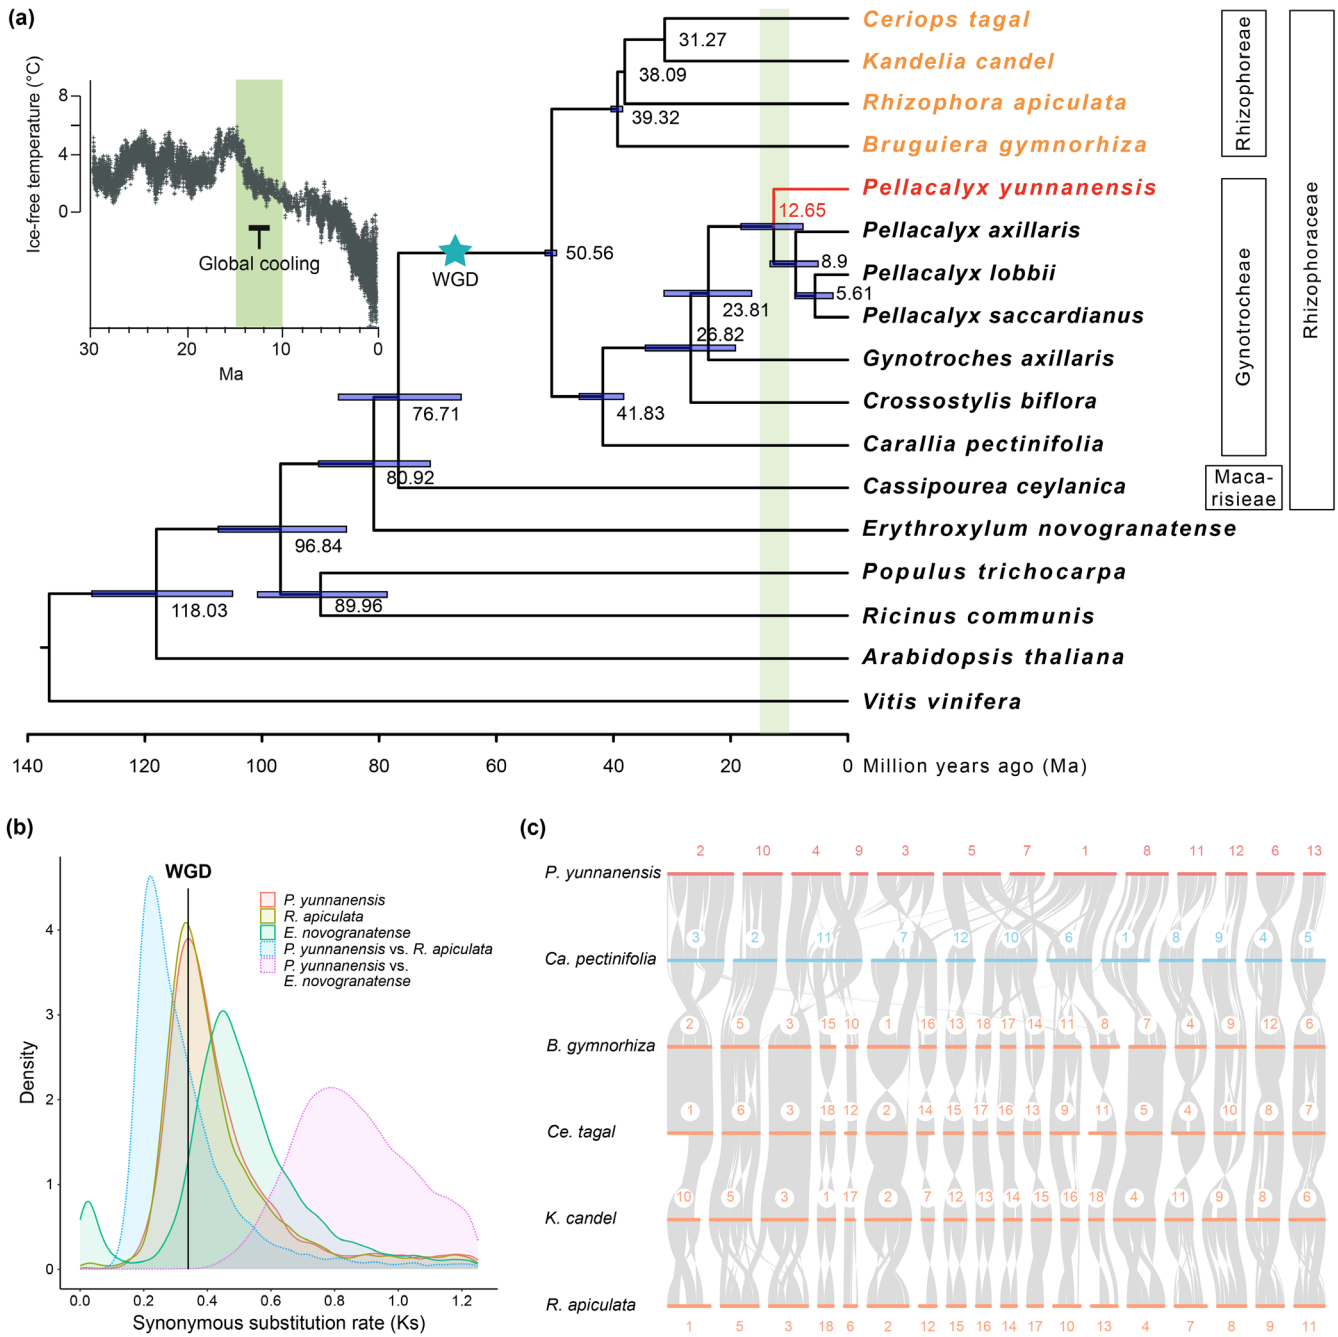 (a)
Ice-free temperature (°C)
8
4
0
Global cooling
30
20
10
0
Ma
WGD
31.27
38.09
39.32
50.56
12.65
8.9
5.61
23.81
26.82
41.83
76.71
80.92
96.84
89.96
118.03
Ceriops tagal
Kandelia candel
Rhizophora apiculata
Bruguiera gymnorhiza
Pellacalyx yunnanensis
Pellacalyx axillaris
Pellacalyx lobbii
Pellacalyx saccardianus
Gynotroches axillaris
Crossostylis biflora
Carallia pectinifolia
Cassipourea ceylanica
Erythroxylum novogranatense
Populus trichocarpa
Ricinus communis
Arabidopsis thaliana
Vitis vinifera
Rhizophoreae
Gynotrocheae
Maca-
risieae
Rhizophoraceae
140 120 100 80 60 40 20 0 Million years ago (Ma)
(b)
WGD
P. yunnanensis
R. apiculata
E. novogranatense
P. yunnanensis vs. R. apiculata
P. yunnanensis vs.
E. novogranatense
Density
4
3
2
1
0
0.0 0.2 0.4 0.6 0.8 1.0 1.2
Synonymous substitution rate (Ks)
(c)
2 10 4 9 3 5 7 1 8 11 12 6 13
P. yunnanensis
3 2 11 7 12 10 6 1 8 9 4 5
Ca. pectinifolia
2 5 3 15 10 1 16 13 18 17 14 11 8 7 4 9 12 6
B. gymnorhiza
1 6 3 18 12 2 14 15 17 16 13 9 11 5 4 10 8 7
Ce. tagal
10 5 3 1 17 2 7 12 13 14 15 16 18 4 11 9 8 6
K. candel
R. apiculata
1 5 3 18 6 2 12 15 16 14 17 10 13 4 7 8 9 11